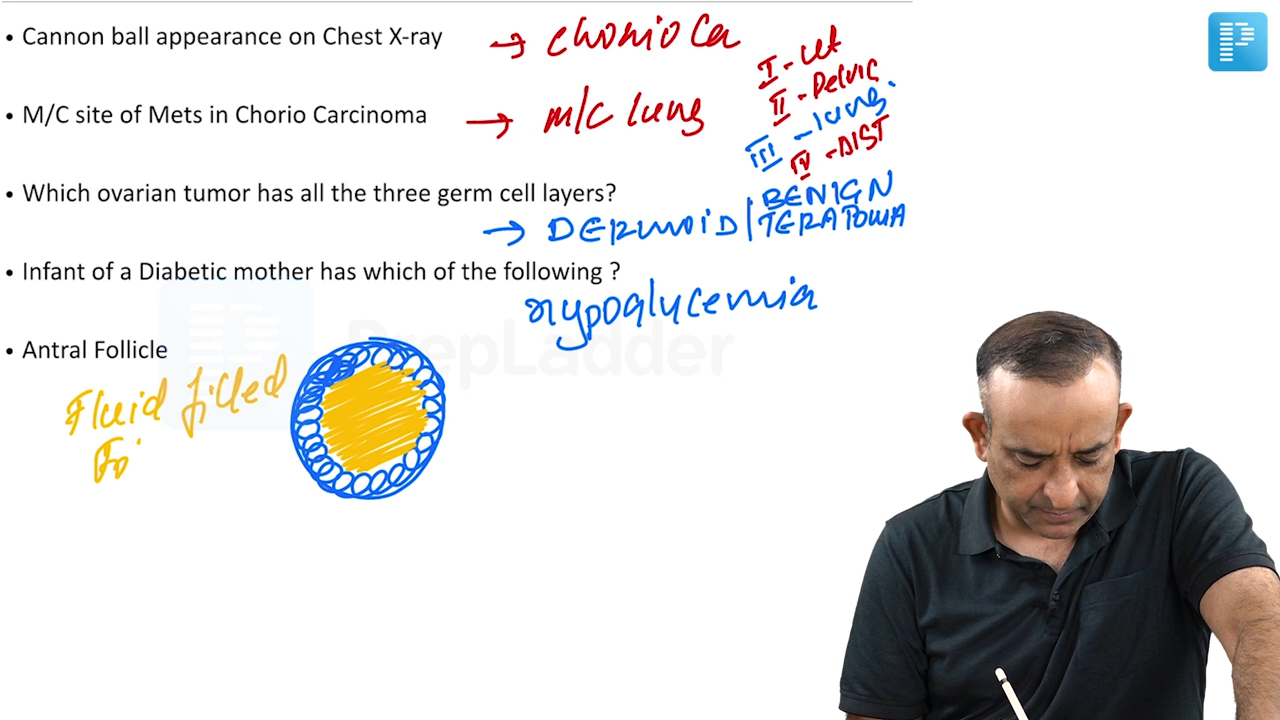 • Cannon ball appearance on Chest X-ray → chorio Ca
I - Ut
II - Pelvic
• M/C site of Mets in Chorio Carcinoma → m/c lung
III - lung
IV - DIST
• Which ovarian tumor has all the three germ cell layers?
→ DERMOID / BENIGN TERATOMA
• Infant of a Diabetic mother has which of the following ?
Hypoglycemia
PrepLadder
• Antral Follicle
Fluid filled
Fo